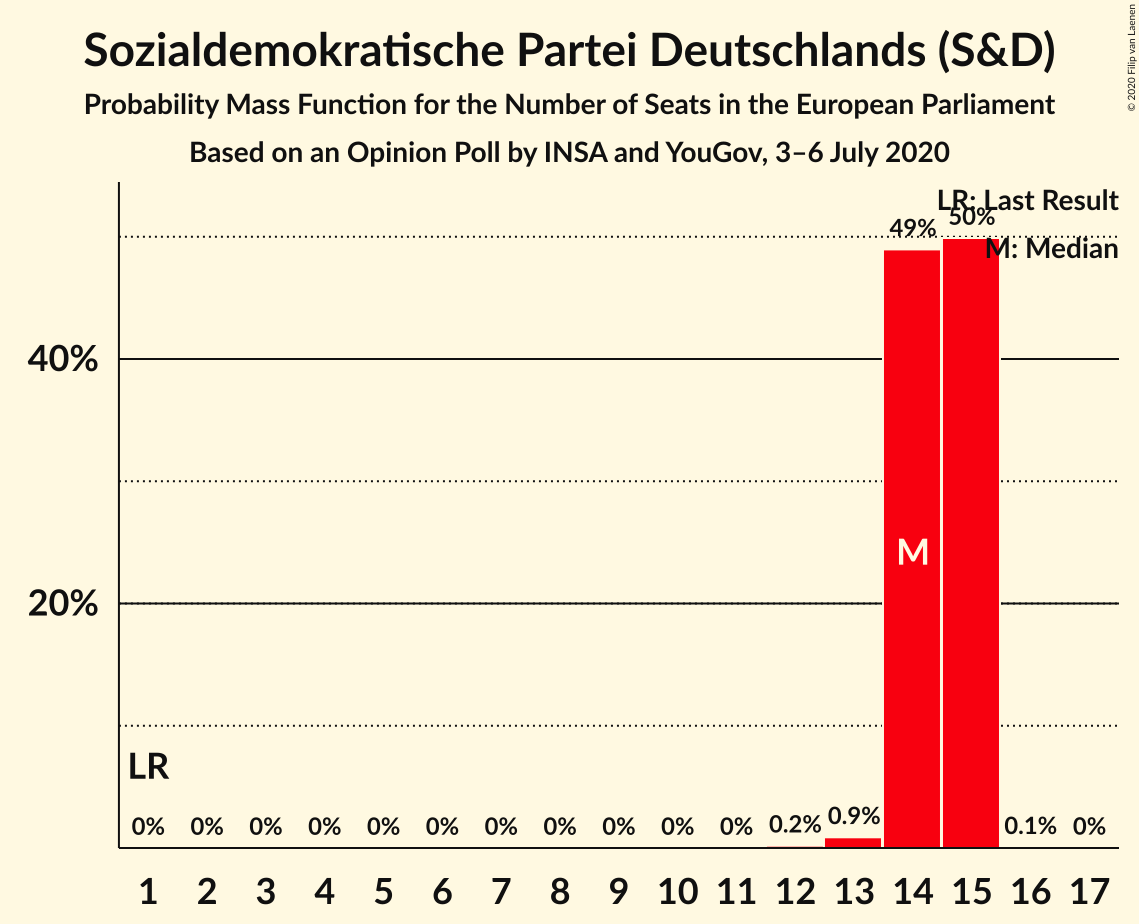 Sozialdemokratische Partei Deutschlands (S&D)
Probability Mass Function for the Number of Seats in the European Parliament
Based on an Opinion Poll by INSA and YouGov, 3–6 July 2020
© 2020 Filip van Laenen
LR: Last Result
M: Median
49% 50%
40%
M
20%
LR
0% 0% 0% 0% 0% 0% 0% 0% 0% 0% 0% 0.2% 0.9% 0.1% 0%
1 2 3 4 5 6 7 8 9 10 11 12 13 14 15 16 17